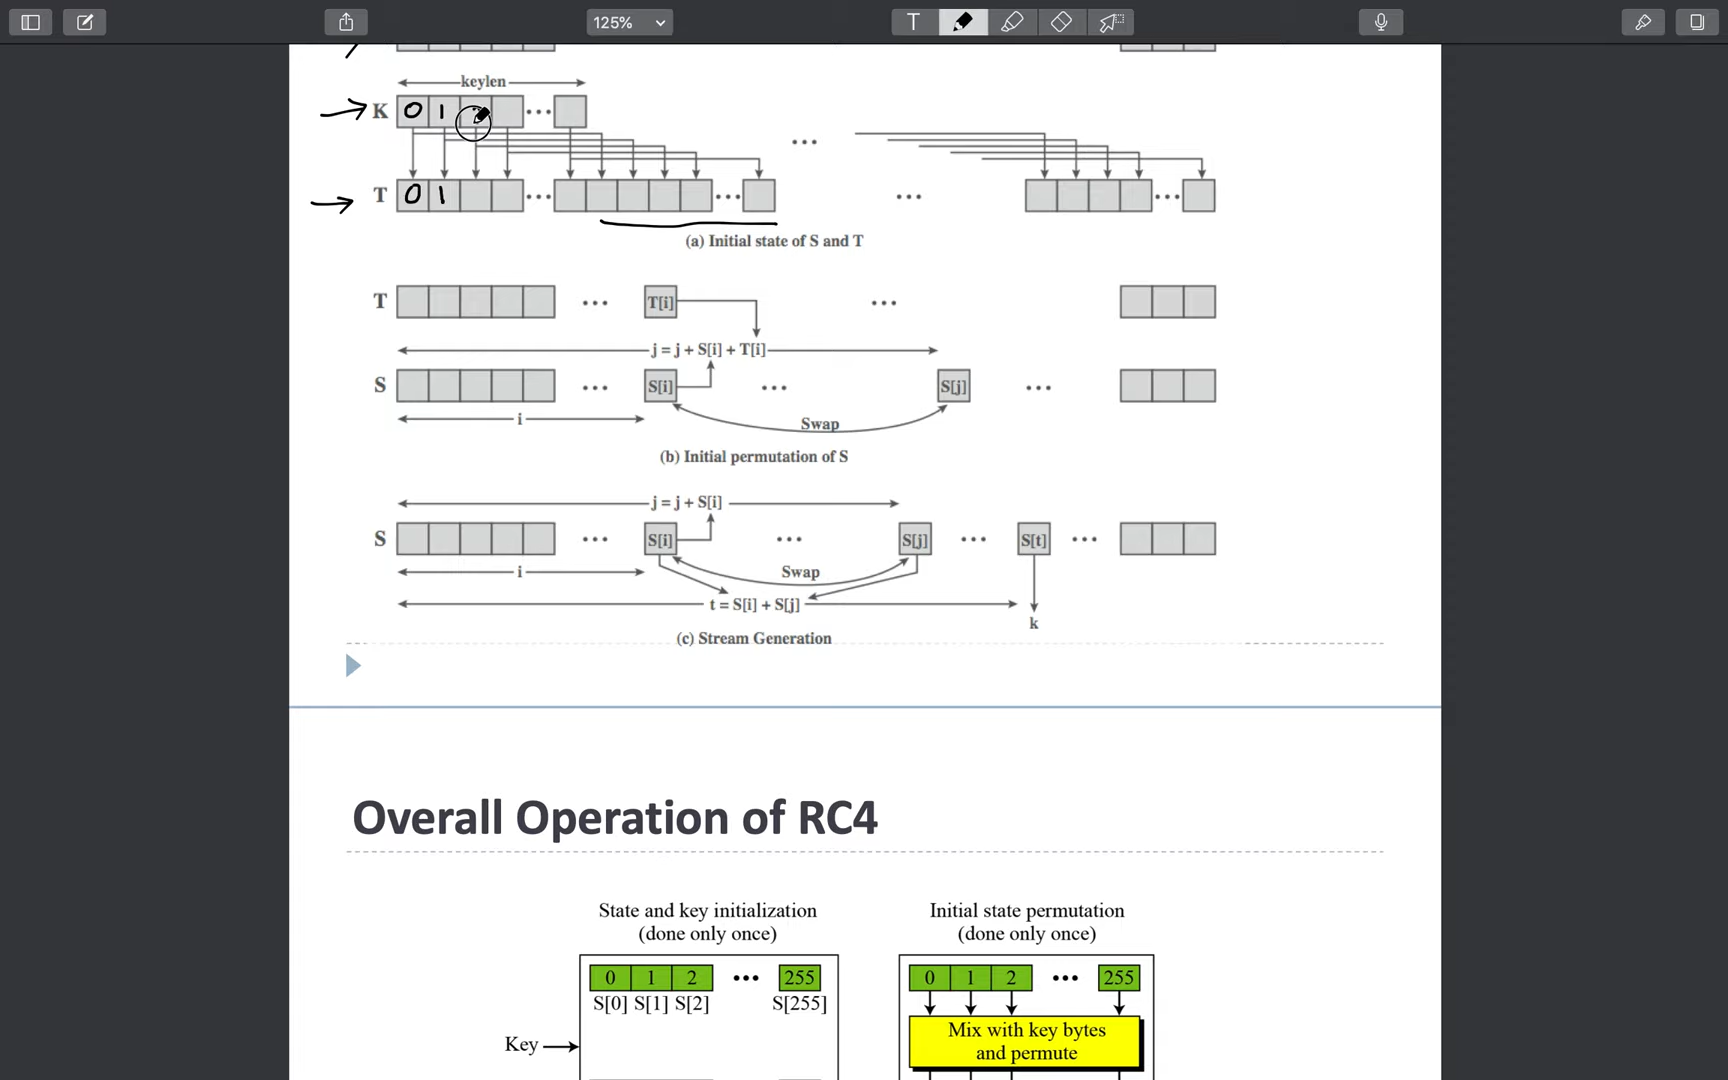 125%
T
keylen
K 0 1 ...
...
T 0 1 ... ... ... ...
(a) Initial state of S and T
T ... T[i] ...
j = j + S[i] + T[i]
S ... S[i] ... S[j] ...
i
Swap
(b) Initial permutation of S
j = j + S[i]
S ... S[i] ... S[j] ... S[t] ...
i
Swap
t = S[i] + S[j]
k
(c) Stream Generation
Overall Operation of RC4
State and key initialization
(done only once)
0 1 2 ... 255
S[0] S[1] S[2] S[255]
Key
Initial state permutation
(done only once)
0 1 2 ... 255
Mix with key bytes
and permute